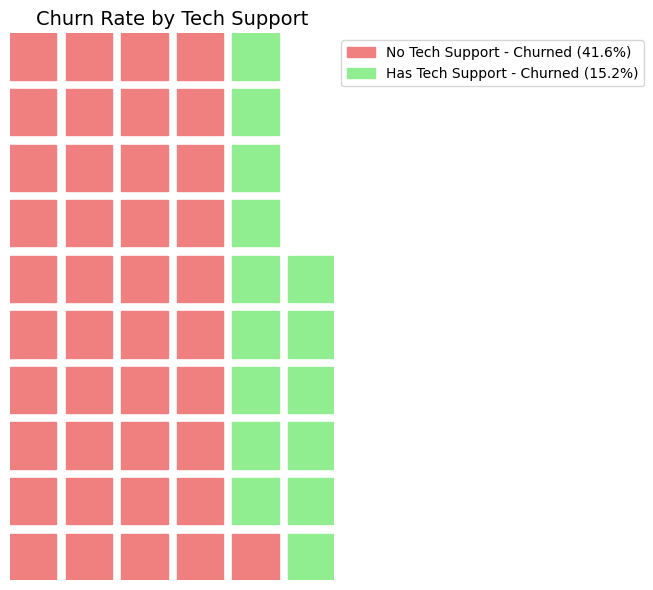 Churn Rate by Tech Support
No Tech Support - Churned (41.6%)
Has Tech Support - Churned (15.2%)